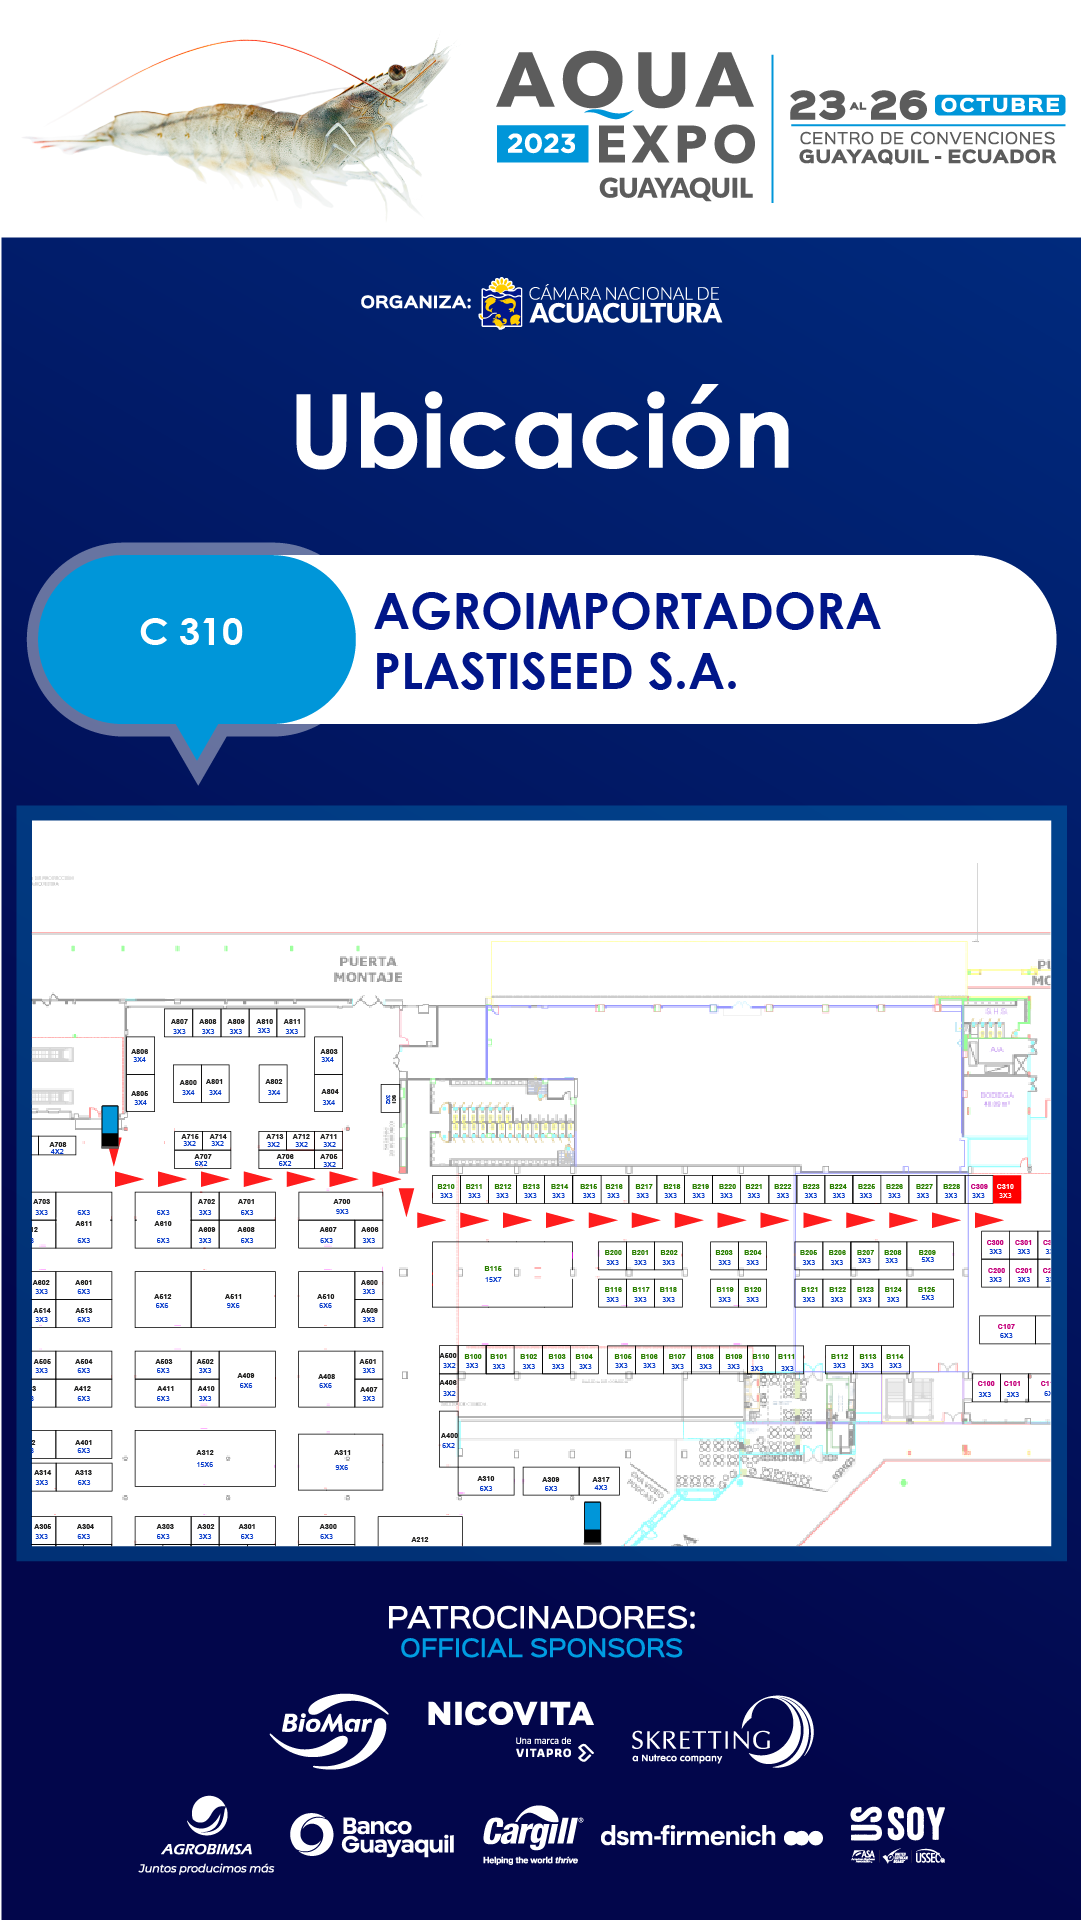 AQUA
2023 EXPO
GUAYAQUIL
23 AL 26 OCTUBRE
CENTRO DE CONVENCIONES
GUAYAQUIL - ECUADOR
ORGANIZA:
CÁMARA NACIONAL DE
ACUACULTURA
Ubicación
C 310
AGROIMPORTADORA
PLASTISEED S.A.
PUERTA
MONTAJE
A807 A808 A809 A810 A811
3X3 3X3 3X3 3X3 3X3
A806
3X4
A803
3X4
A800 A801 A802
3X4 3X4 3X4
A805
3X4
A804
3X4
S.H.S.
BODEGA
A708
4X2
A715 A714 A713 A712 A711
3X2 3X2 3X2 3X2 3X2
A707 A706 A705
6X2 6X2 3X2
B210 B211 B212 B213 B214 B215 B216 B217 B218 B219 B220 B221 B222 B223 B224 B225 B226 B227 B228 C309 C310
3X3 3X3 3X3 3X3 3X3 3X3 3X3 3X3 3X3 3X3 3X3 3X3 3X3 3X3 3X3 3X3 3X3 3X3 3X3 3X3 3X3
A703 A702 A701 A700
3X3 6X3 6X3 3X3 6X3 9X3
A611 A610 A609 A608 A607 A606
6X3 6X3 3X3 6X3 6X3 3X3
B200 B201 B202 B203 B204 B205 B206 B207 B208 B209
3X3 3X3 3X3 3X3 3X3 3X3 3X3 3X3 3X3 5X3
C300 C301
3X3 3X3
C200 C201
3X3 3X3
B115
15X7
B116 B117 B118 B119 B120 B121 B122 B123 B124 B125
3X3 3X3 3X3 3X3 3X3 3X3 3X3 3X3 3X3 5X3
A602 A601 A600
3X3 6X3 3X3
A512 A511 A510
6X6 9X6 6X6
A514 A513 A509
3X3 6X3 3X3
C107
6X3
A505 A504 A503 A502 A501
3X3 6X3 6X3 3X3 3X3
A409 A408
6X6 6X6
A412 A411 A410 A407
6X3 6X3 3X3 3X3
A500 B100 B101 B102 B103 B104 B105 B106 B107 B108 B109 B110 B111 B112 B113 B114
3X2 3X3 3X3 3X3 3X3 3X3 3X3 3X3 3X3 3X3 3X3 3X3 3X3 3X3 3X3 3X3
A406
3X2
C100 C101
3X3 3X3
A400
6X2
A401
6X3
A312 A311
15X6 9X6
A314 A313
3X3 6X3
A310 A309 A317
6X3 6X3 4X3
A305 A304 A303 A302 A301 A300
3X3 6X3 6X3 3X3 6X3 6X3
A212
PATROCINADORES:
OFFICIAL SPONSORS
BioMar
NICOVITA
Una marca de
VITAPRO
SKRETTING
a Nutreco company
AGROBIMSA
Juntos producimos más
Banco
Guayaquil
Cargill®
Helping the world thrive
dsm-firmenich
US SOY
ASA
USSEC